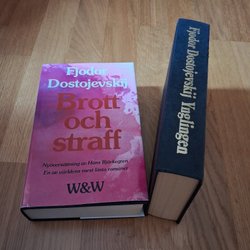 Fjodor
Dostojevskij
Brott och
straff
Nyöversättning av Hans Björkegren
En av världens mest lästa romaner
W&W
Fjodor Dostojevskij Ynglingen